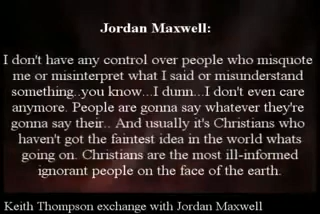 Jordan Maxwell:
I don't have any control over people who misquote
me or misinterpret what I said or misunderstand
something..you know...I dunn...I don't even care
anymore. People are gonna say whatever they're
gonna say their.. And usually it's Christians who
haven't got the faintest idea in the world whats
going on. Christians are the most ill-informed
ignorant people on the face of the earth.
Keith Thompson exchange with Jordan Maxwell